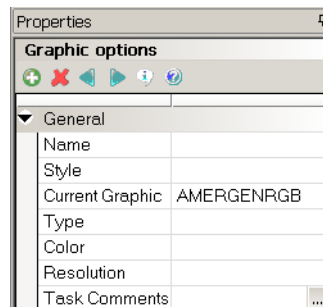 Properties
Graphic options
General
Name
Style
Current Graphic AMERGENRGB
Type
Color
Resolution
Task Comments ...